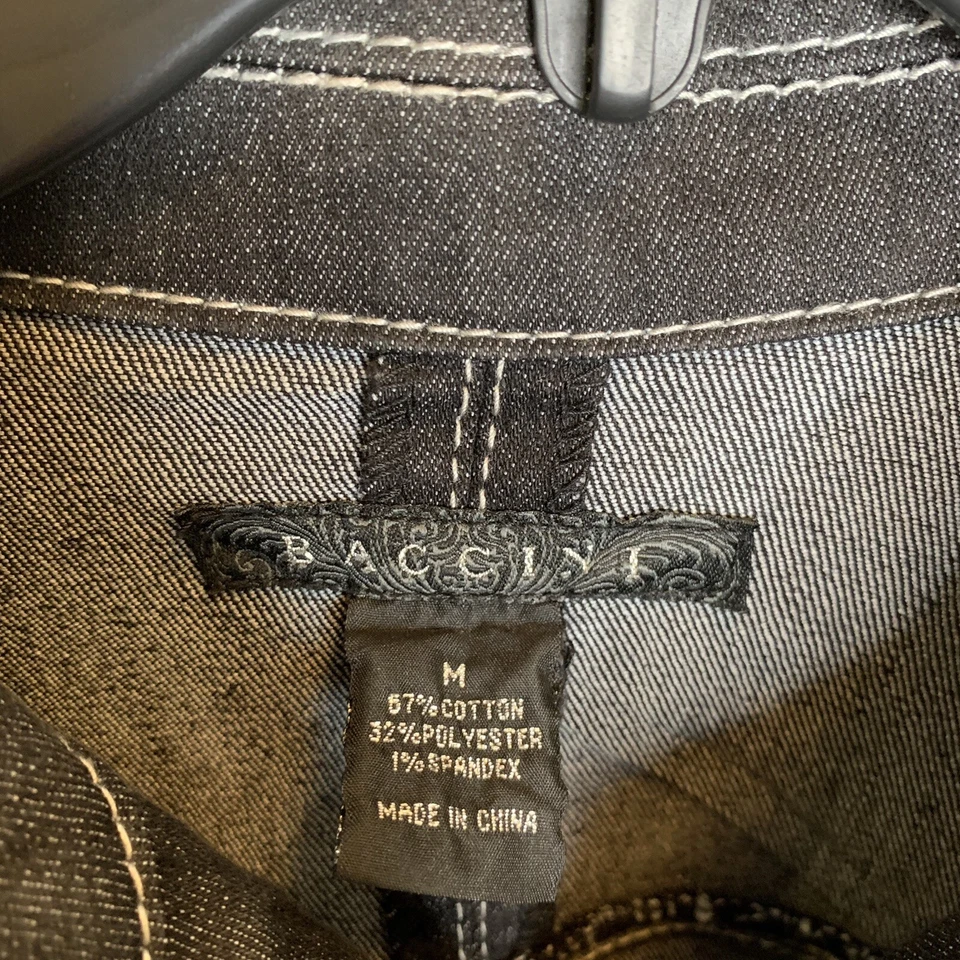 BACCINI
M
67% COTTON
32% POLYESTER
1% SPANDEX
MADE IN CHINA